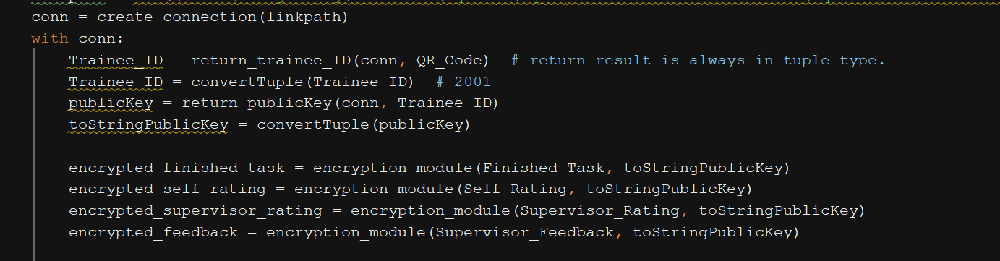 conn = create_connection(linkpath)
with conn:
Trainee_ID = return_trainee_ID(conn, QR_Code)  # return result is always in tuple type.
Trainee_ID = convertTuple(Trainee_ID)  # 2001
publicKey = return_publicKey(conn, Trainee_ID)
toStringPublicKey = convertTuple(publicKey)
encrypted_finished_task = encryption_module(Finished_Task, toStringPublicKey)
encrypted_self_rating = encryption_module(Self_Rating, toStringPublicKey)
encrypted_supervisor_rating = encryption_module(Supervisor_Rating, toStringPublicKey)
encrypted_feedback = encryption_module(Supervisor_Feedback, toStringPublicKey)